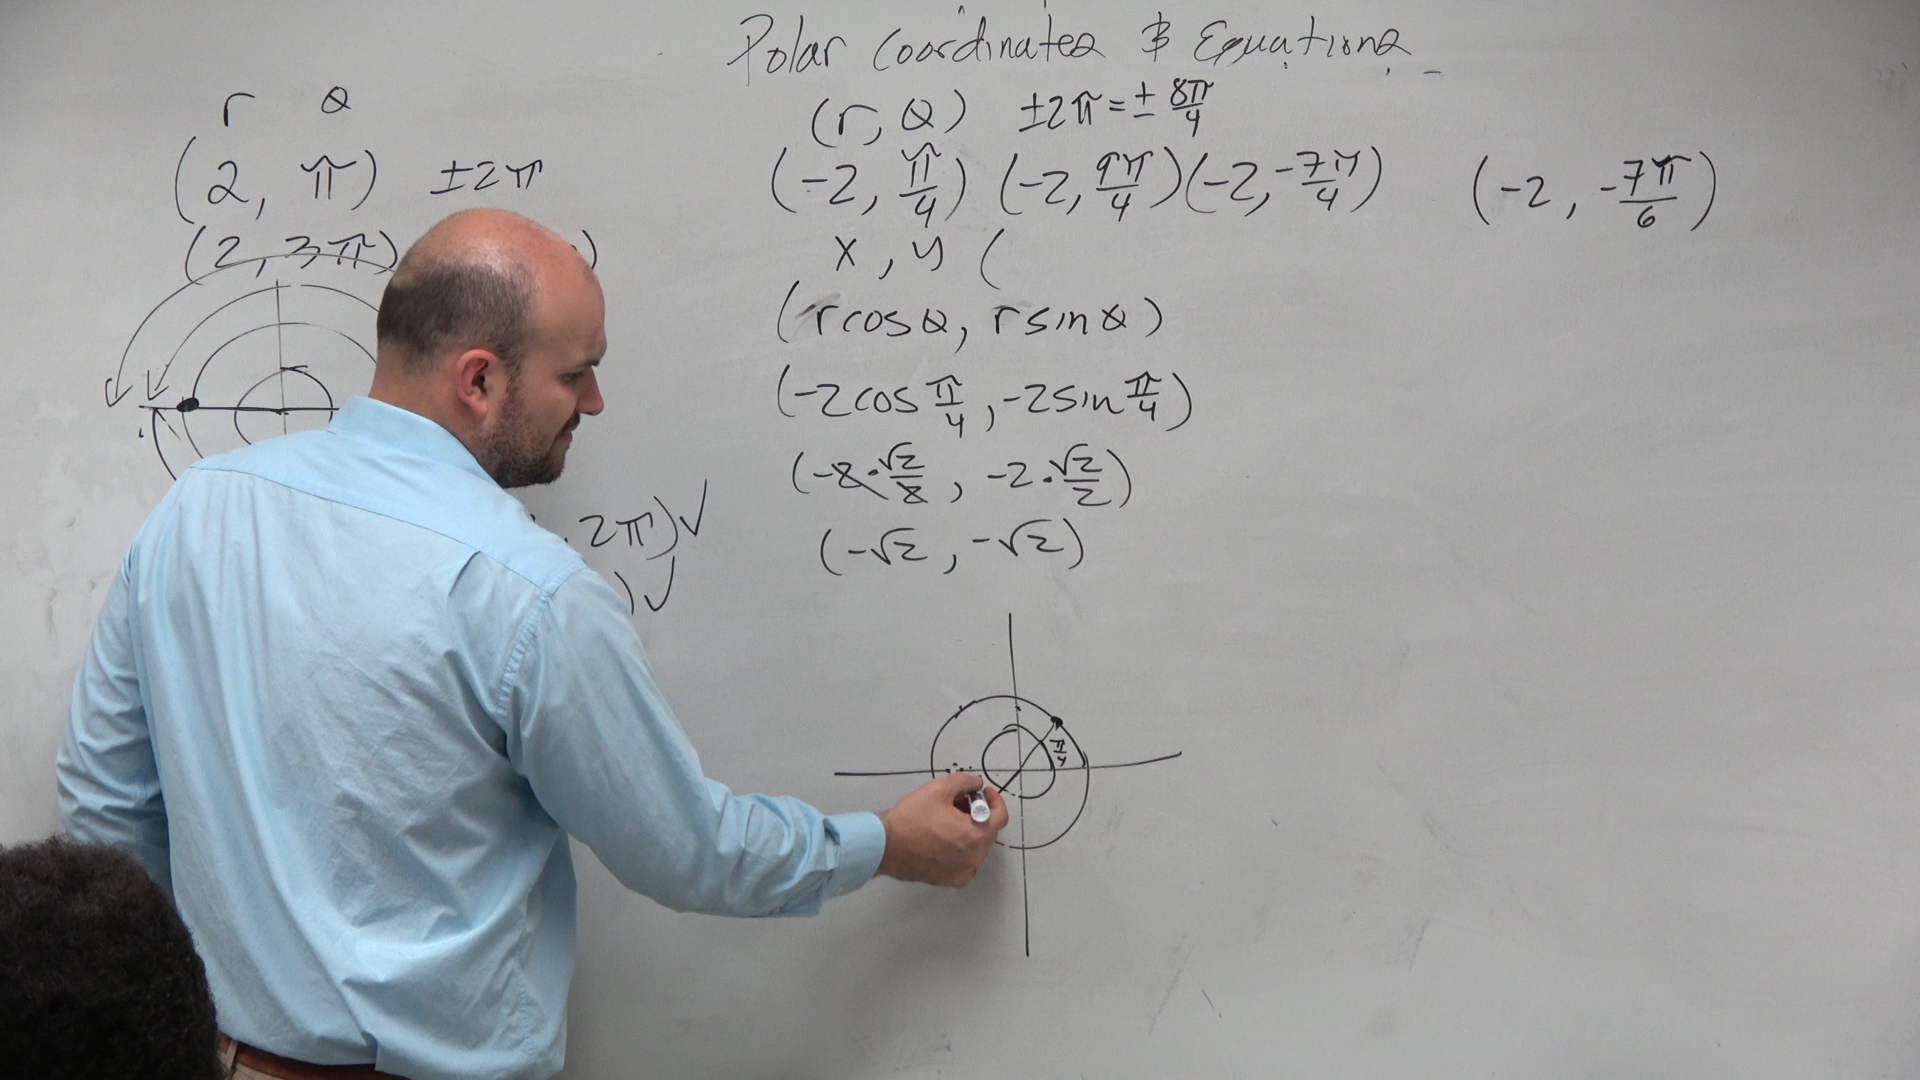 Polar Coordinates & Equations
r θ
(2, π) ±2π
(2, 3π) )
2π)✓
)✓
(r, θ) ±2π = ± 8π/4
(-2, π/4) (-2, 9π/4) (-2, -7π/4)
x, y (
(r cos θ, r sin θ)
(-2 cos π/4, -2 sin π/4)
(-2 · √2/2, -2 · √2/2)
(-√2, -√2)
π/4
(-2, -7π/6)